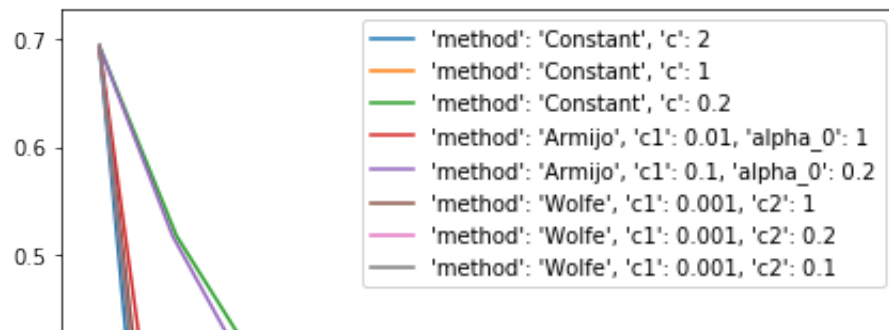 0.7
0.6
0.5
'method': 'Constant', 'c': 2
'method': 'Constant', 'c': 1
'method': 'Constant', 'c': 0.2
'method': 'Armijo', 'c1': 0.01, 'alpha_0': 1
'method': 'Armijo', 'c1': 0.1, 'alpha_0': 0.2
'method': 'Wolfe', 'c1': 0.001, 'c2': 1
'method': 'Wolfe', 'c1': 0.001, 'c2': 0.2
'method': 'Wolfe', 'c1': 0.001, 'c2': 0.1